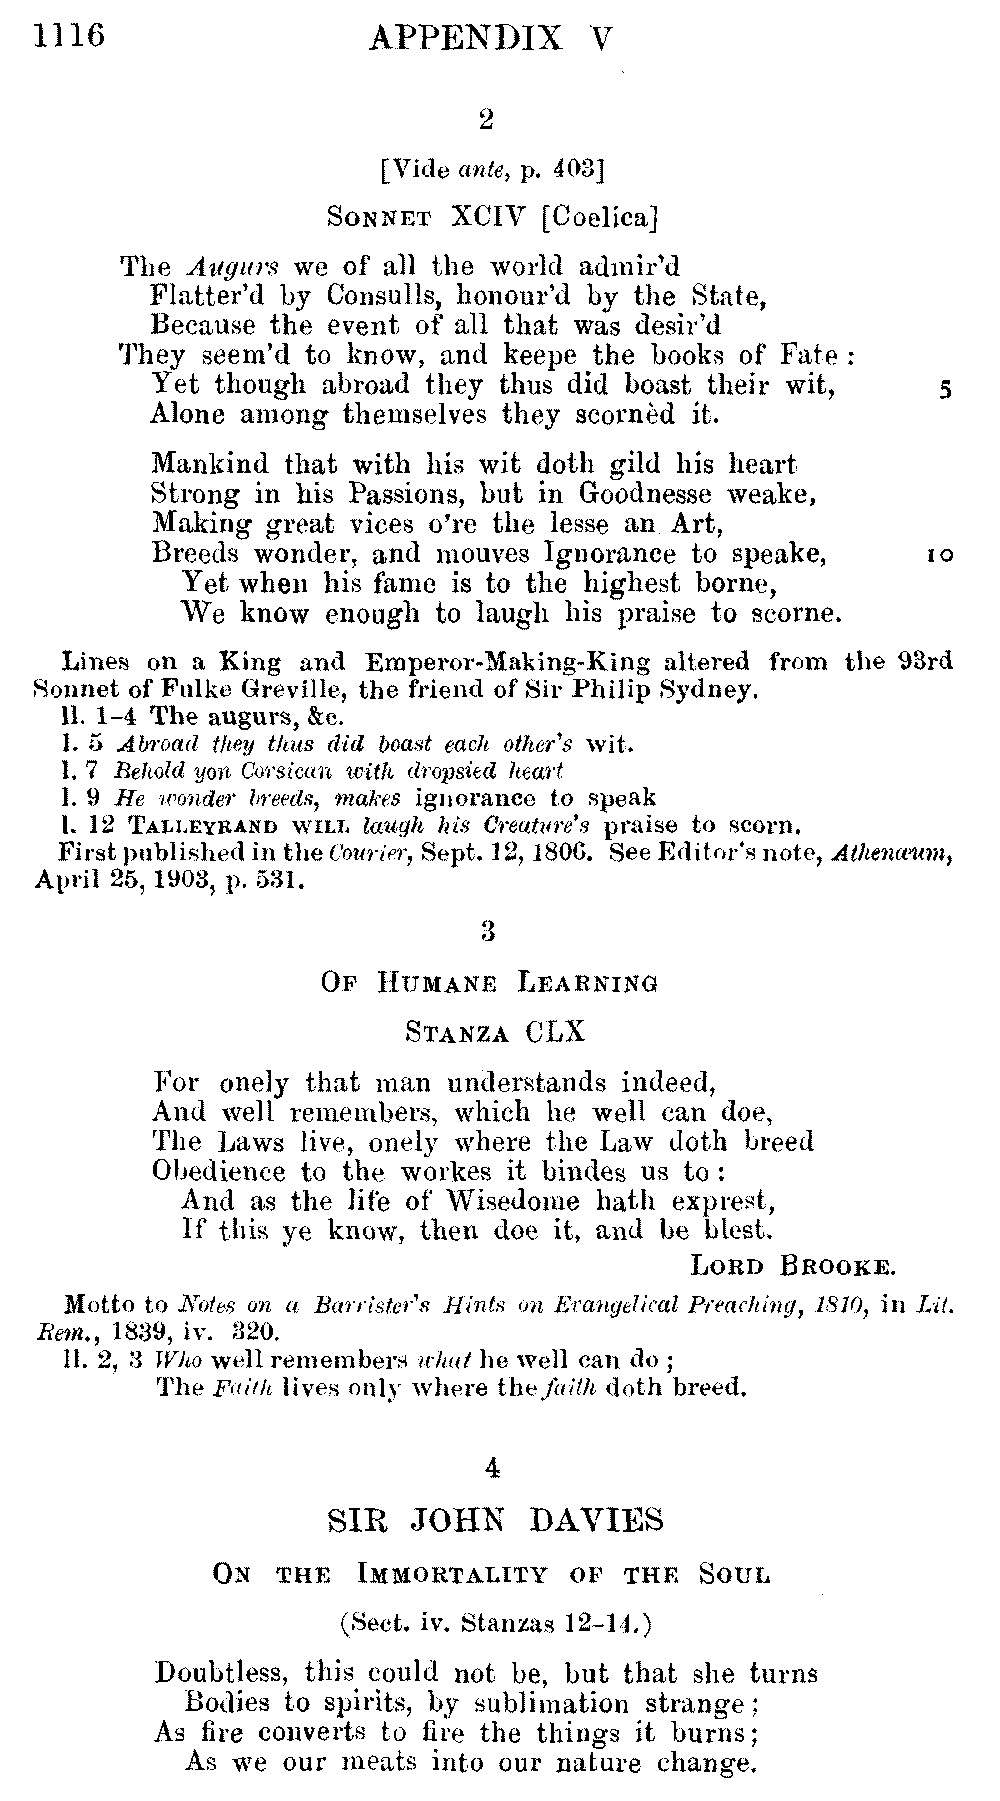 1116 APPENDIX V
2
[Vide ante, p. 403]
SONNET XCIV [Coelica]
The Augurs we of all the world admir'd
Flatter'd by Consulls, honour'd by the State,
Because the event of all that was desir'd
They seem'd to know, and keepe the books of Fate :
Yet though abroad they thus did boast their wit, 5
Alone among themselves they scornèd it.
Mankind that with his wit doth gild his heart
Strong in his Passions, but in Goodnesse weake,
Making great vices o're the lesse an Art,
Breeds wonder, and mouves Ignorance to speake, 10
Yet when his fame is to the highest borne,
We know enough to laugh his praise to scorne.
Lines on a King and Emperor-Making-King altered from the 93rd
Sonnet of Fulke Greville, the friend of Sir Philip Sydney.
ll. 1-4 The augurs, &c.
l. 5 Abroad they thus did boast each other's wit.
l. 7 Behold yon Corsican with dropsied heart
l. 9 He wonder breeds, makes ignorance to speak
l. 12 TALLEYRAND WILL laugh his Creature's praise to scorn.
First published in the Courier, Sept. 12, 1806. See Editor's note, Athenæum,
April 25, 1903, p. 531.
3
OF HUMANE LEARNING
STANZA CLX
For onely that man understands indeed,
And well remembers, which he well can doe,
The Laws live, onely where the Law doth breed
Obedience to the workes it bindes us to :
And as the life of Wisedome hath exprest,
If this ye know, then doe it, and be blest.
LORD BROOKE.
Motto to Notes on a Barrister's Hints on Evangelical Preaching, 1810, in Lit.
Rem., 1839, iv. 320.
ll. 2, 3 Who well remembers what he well can do ;
The Faith lives only where the faith doth breed.
4
SIR JOHN DAVIES
ON THE IMMORTALITY OF THE SOUL
(Sect. iv. Stanzas 12-14.)
Doubtless, this could not be, but that she turns
Bodies to spirits, by sublimation strange ;
As fire converts to fire the things it burns ;
As we our meats into our nature change.